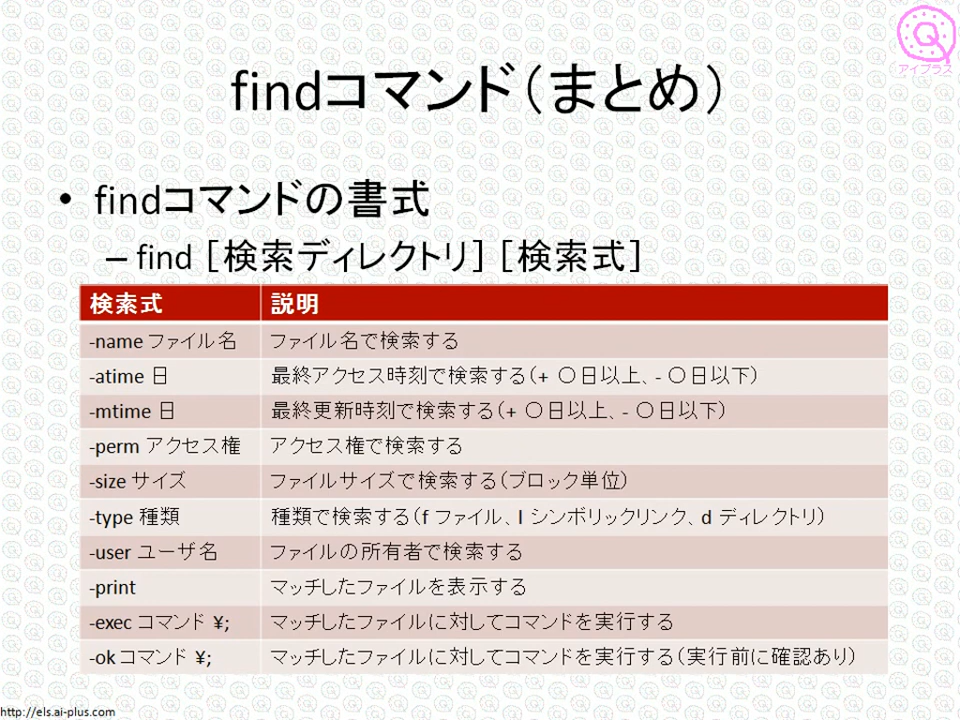 アイプラス
findコマンド（まとめ）
• findコマンドの書式
– find ［検索ディレクトリ］ ［検索式］
検索式 説明
-name ファイル名 ファイル名で検索する
-atime 日 最終アクセス時刻で検索する（+ 〇日以上、- 〇日以下）
-mtime 日 最終更新時刻で検索する（+ 〇日以上、- 〇日以下）
-perm アクセス権 アクセス権で検索する
-size サイズ ファイルサイズで検索する（ブロック単位）
-type 種類 種類で検索する（f ファイル、l シンボリックリンク、d ディレクトリ）
-user ユーザ名 ファイルの所有者で検索する
-print マッチしたファイルを表示する
-exec コマンド ¥; マッチしたファイルに対してコマンドを実行する
-ok コマンド ¥; マッチしたファイルに対してコマンドを実行する（実行前に確認あり）
http://els.ai-plus.com